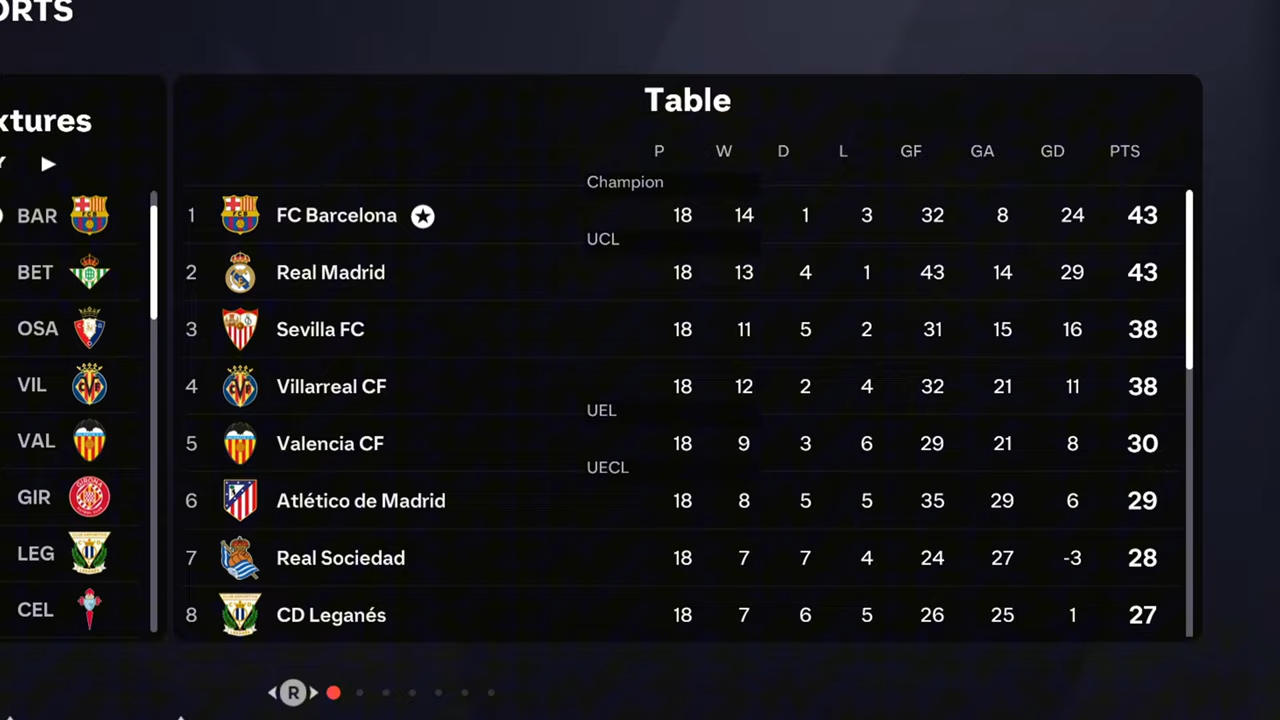 ORTS
xtures
Table
P W D L GF GA GD PTS
Champion
BAR
1 FC Barcelona 18 14 1 3 32 8 24 43
UCL
BET
2 Real Madrid 18 13 4 1 43 14 29 43
OSA
3 Sevilla FC 18 11 5 2 31 15 16 38
VIL
4 Villarreal CF 18 12 2 4 32 21 11 38
UEL
VAL
5 Valencia CF 18 9 3 6 29 21 8 30
UECL
GIR
6 Atlético de Madrid 18 8 5 5 35 29 6 29
LEG
7 Real Sociedad 18 7 7 4 24 27 -3 28
CEL
8 CD Leganés 18 7 6 5 26 25 1 27
R